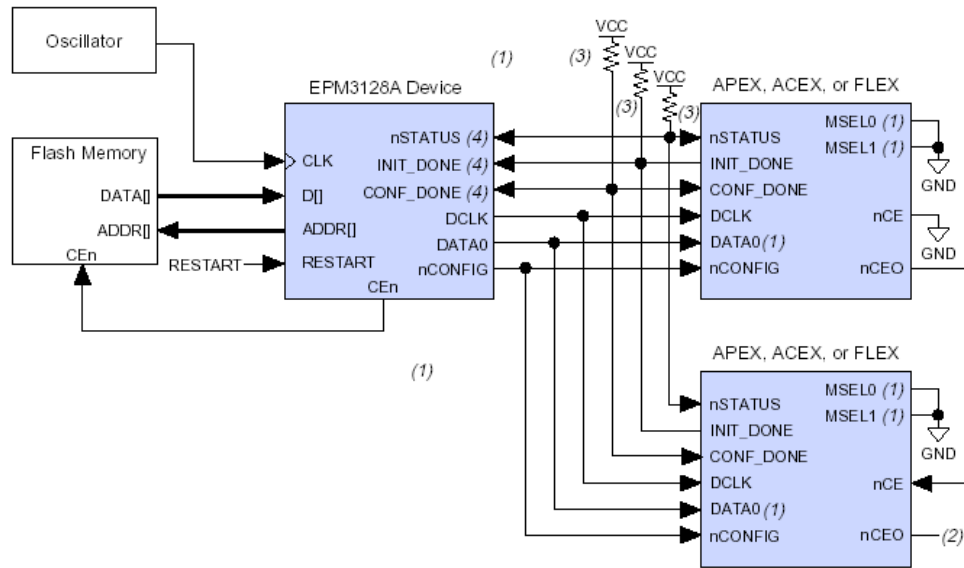 Oscillator
VCC
(1)
(3)
VCC
VCC
(3)
(3)
EPM3128A Device
APEX, ACEX, or FLEX
Flash Memory
DATA[]
ADDR[]
CEn
RESTART
CLK
D[]
ADDR[]
RESTART
CEn
nSTATUS (4)
INIT_DONE (4)
CONF_DONE (4)
DCLK
DATA0
nCONFIG
nSTATUS
INIT_DONE
CONF_DONE
DCLK
DATA0 (1)
nCONFIG
MSEL0 (1)
MSEL1 (1)
GND
nCE
GND
nCEO
(1)
APEX, ACEX, or FLEX
nSTATUS
INIT_DONE
CONF_DONE
DCLK
DATA0 (1)
nCONFIG
MSEL0 (1)
MSEL1 (1)
GND
nCE
nCEO
(2)